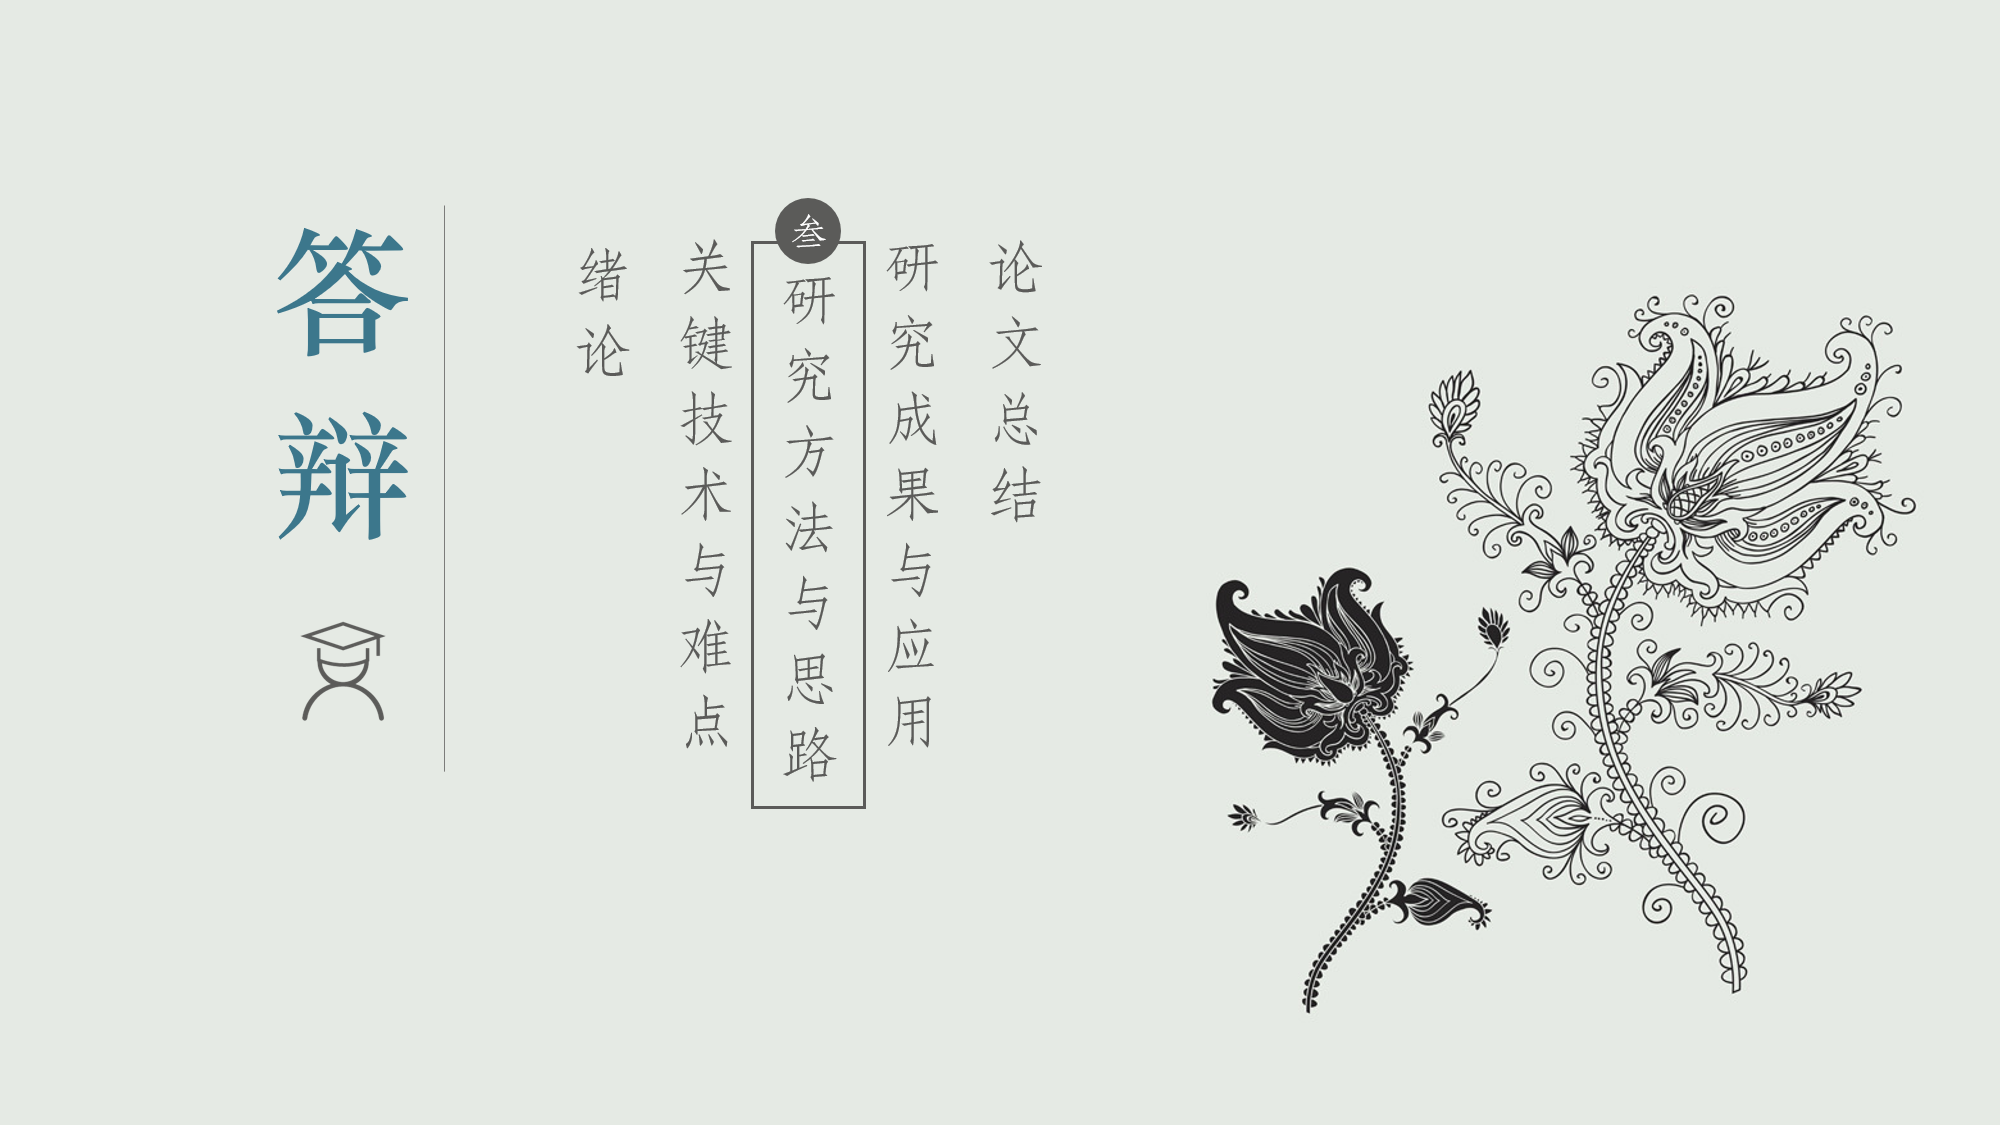 答辩
绪论
关键技术与难点
叁
研究方法与思路
研究成果与应用
论文总结